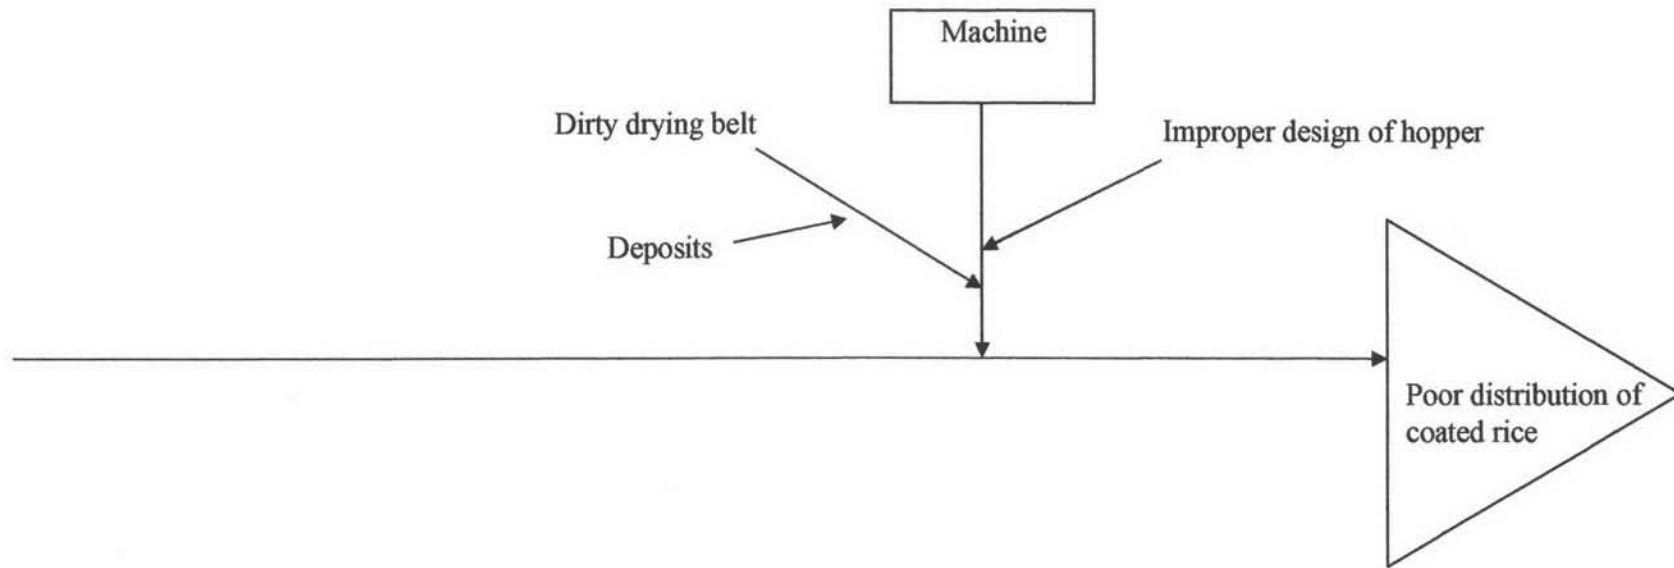 Machine
Dirty drying belt
Improper design of hopper
Deposits
Poor distribution of
coated rice